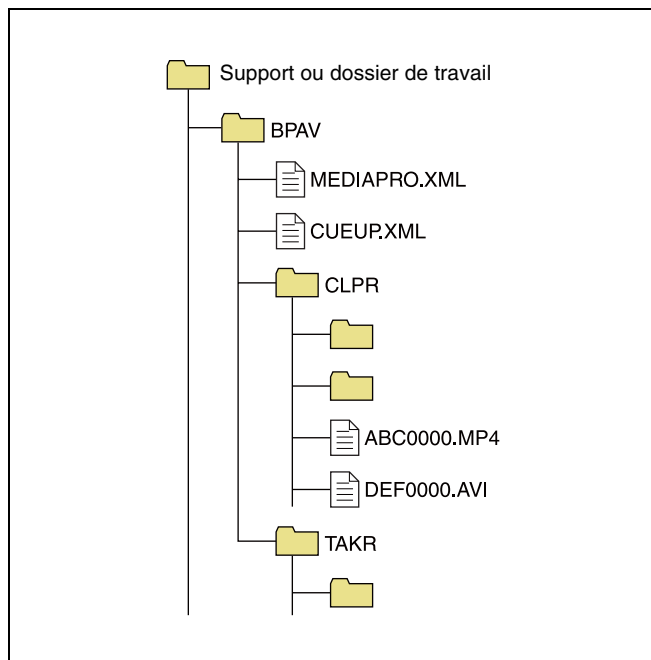 Support ou dossier de travail
BPAV
MEDIAPRO.XML
CUEUP.XML
CLPR
ABC0000.MP4
DEF0000.AVI
TAKR